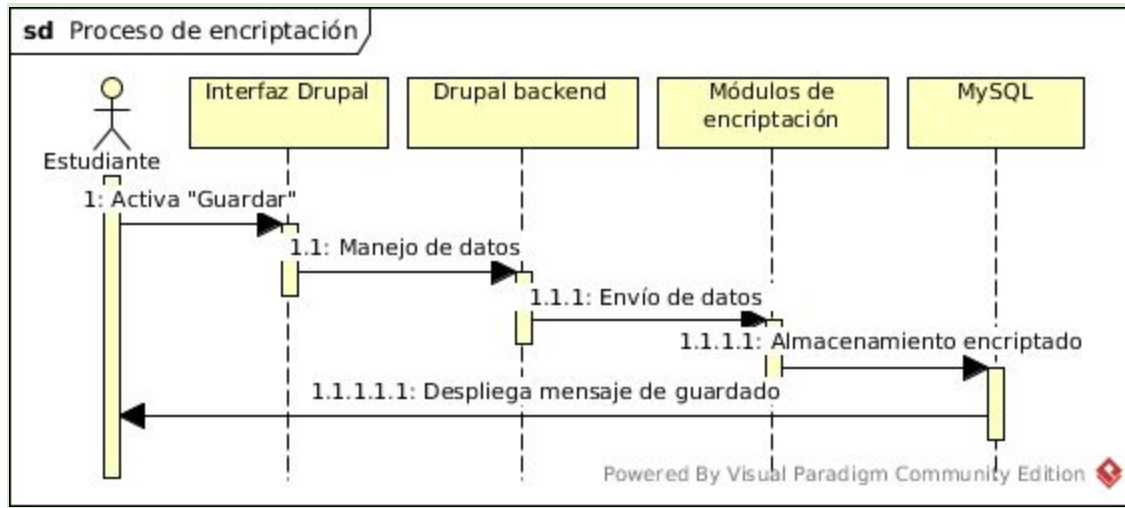 sd Proceso de encriptación
Interfaz Drupal
Drupal backend
Módulos de
encriptación
MySQL
Estudiante
1: Activa "Guardar"
1.1: Manejo de datos
1.1.1: Envío de datos
1.1.1.1: Almacenamiento encriptado
1.1.1.1.1: Despliega mensaje de guardado
Powered By Visual Paradigm Community Edition